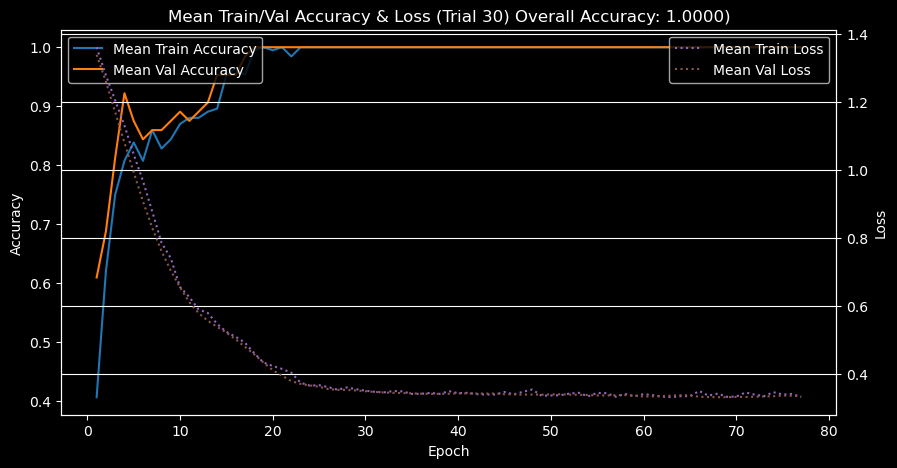 Mean Train/Val Accuracy & Loss (Trial 30) Overall Accuracy: 1.0000)
Mean Train Accuracy
Mean Val Accuracy
Mean Train Loss
Mean Val Loss
1.0
0.9
0.8
0.7
0.6
0.5
0.4
Accuracy
1.4
1.2
1.0
0.8
0.6
0.4
Loss
0 10 20 30 40 50 60 70 80
Epoch